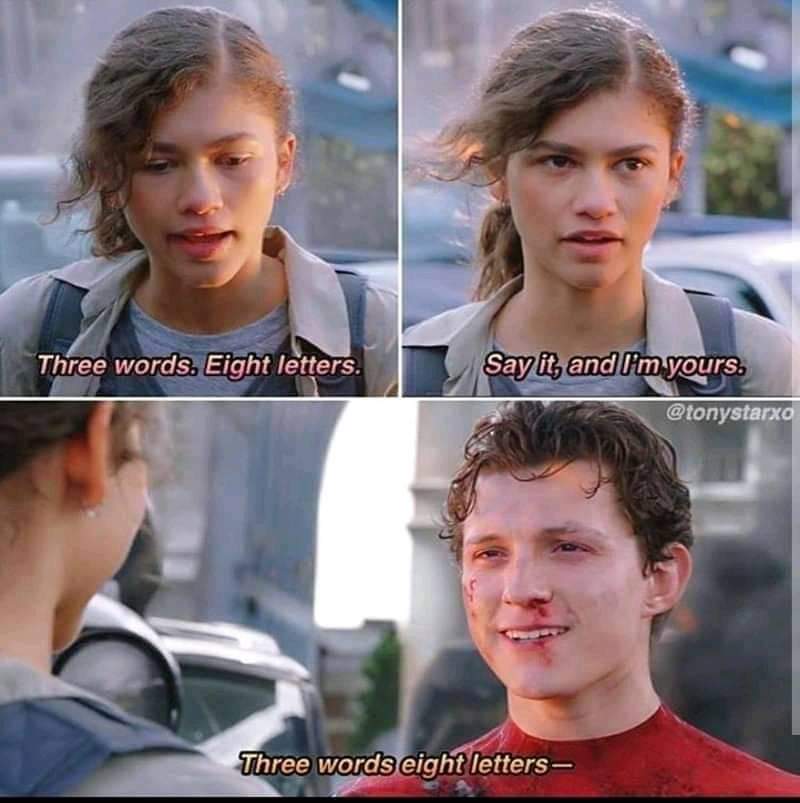 Three words. Eight letters.
Say it, and I'm yours.
@tonystarxo
Three words eight letters—